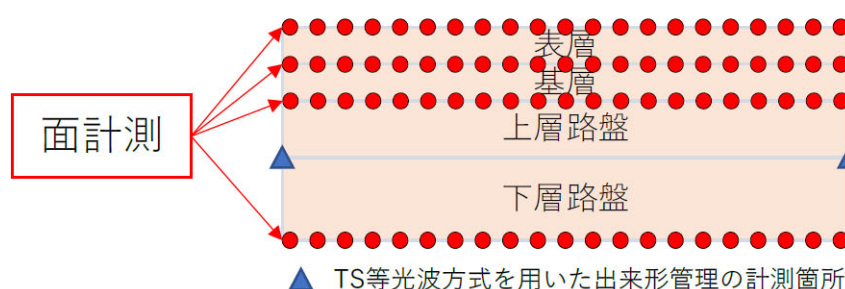 表層
基層
面計測
上層路盤
下層路盤
TS等光波方式を用いた出来形管理の計測箇所